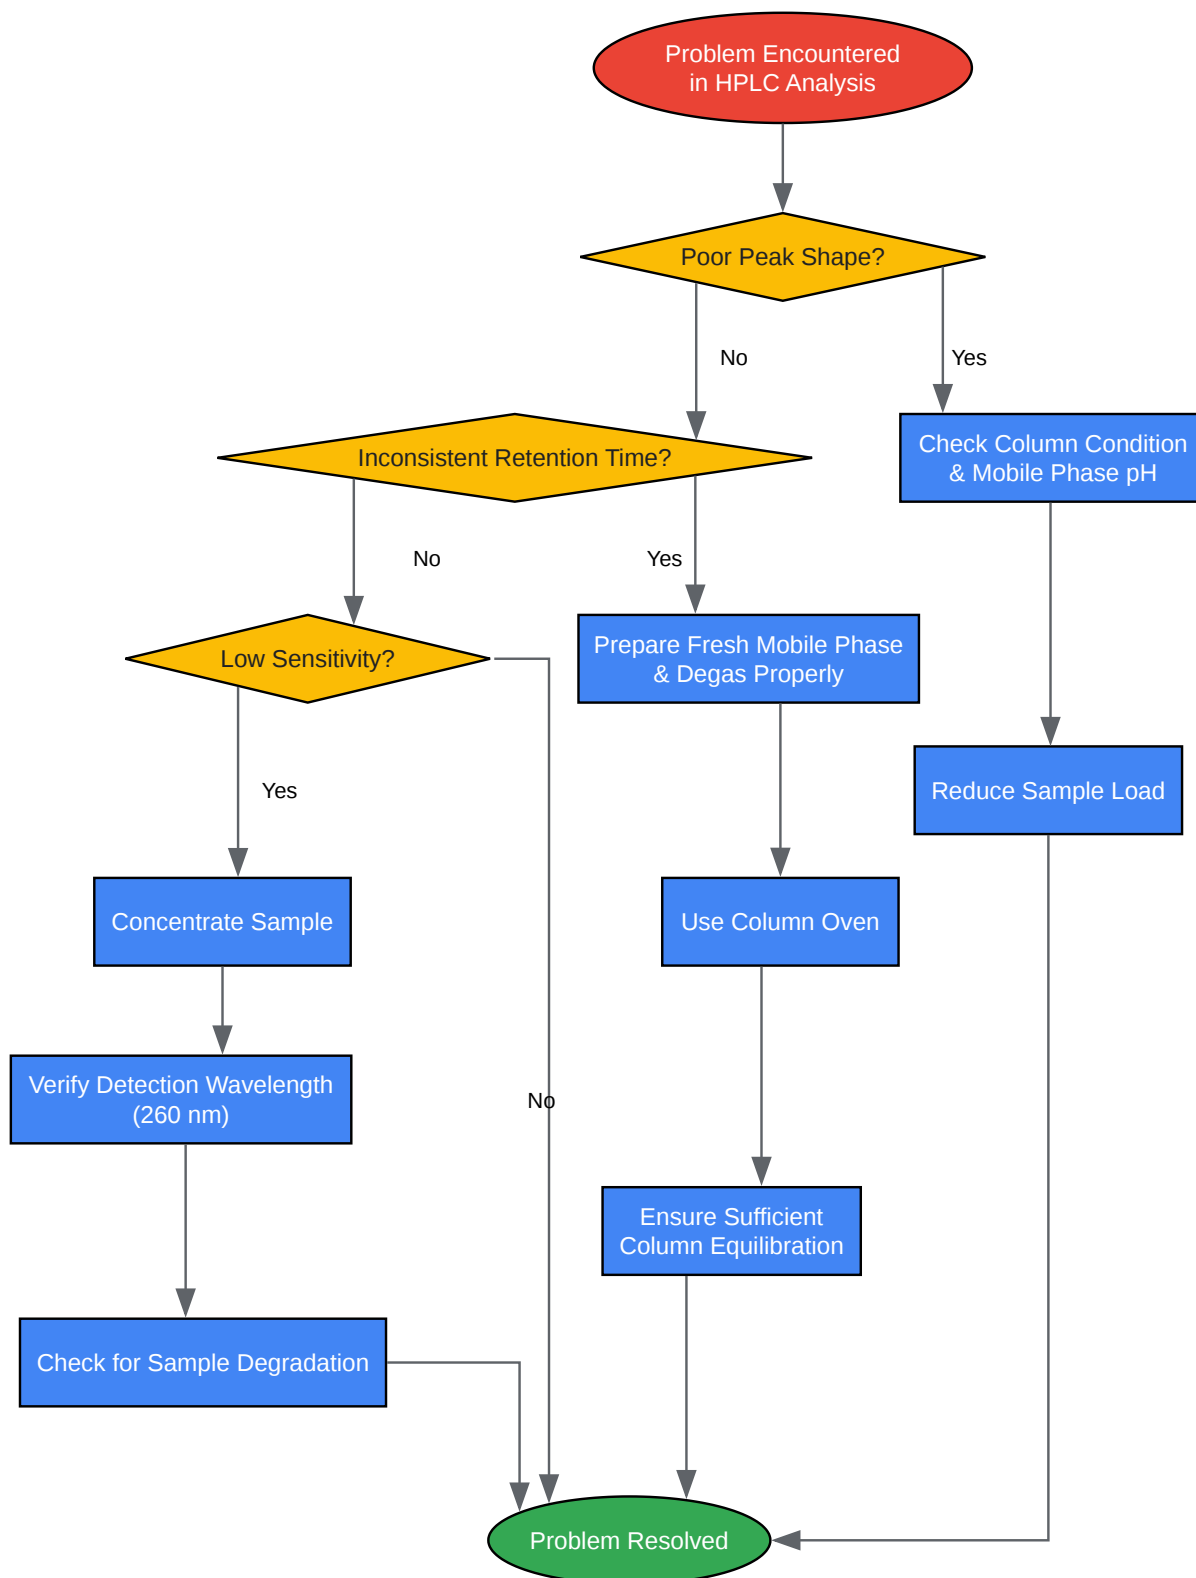 Problem Encountered
in HPLC Analysis
Poor Peak Shape?
No
Yes
Inconsistent Retention Time?
Check Column Condition
& Mobile Phase pH
No
Yes
Low Sensitivity?
Prepare Fresh Mobile Phase
& Degas Properly
Yes
Reduce Sample Load
Concentrate Sample
Use Column Oven
Verify Detection Wavelength
(260 nm)
No
Ensure Sufficient
Column Equilibration
Check for Sample Degradation
Problem Resolved